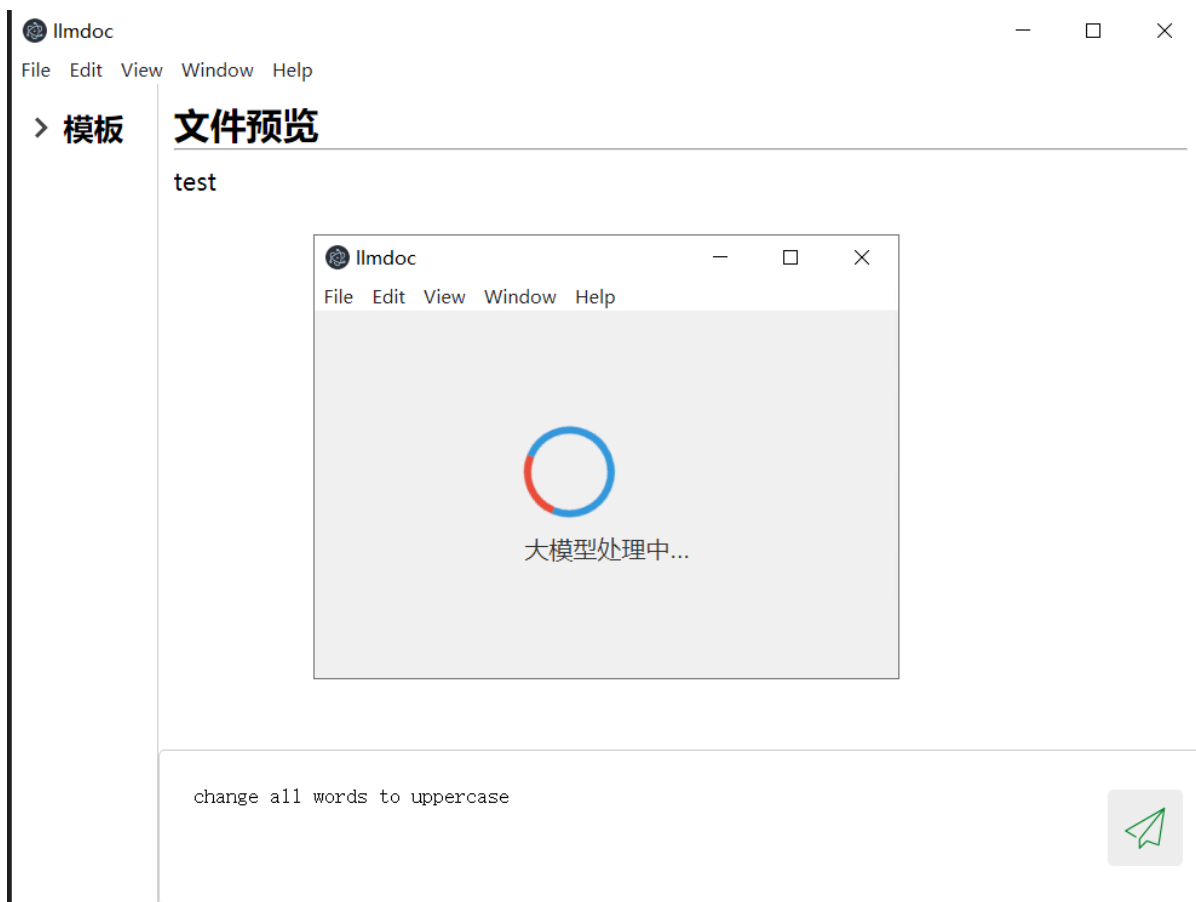 llmdoc
File Edit View Window Help
模板
文件预览
test
llmdoc
File Edit View Window Help
大模型处理中...
change all words to uppercase